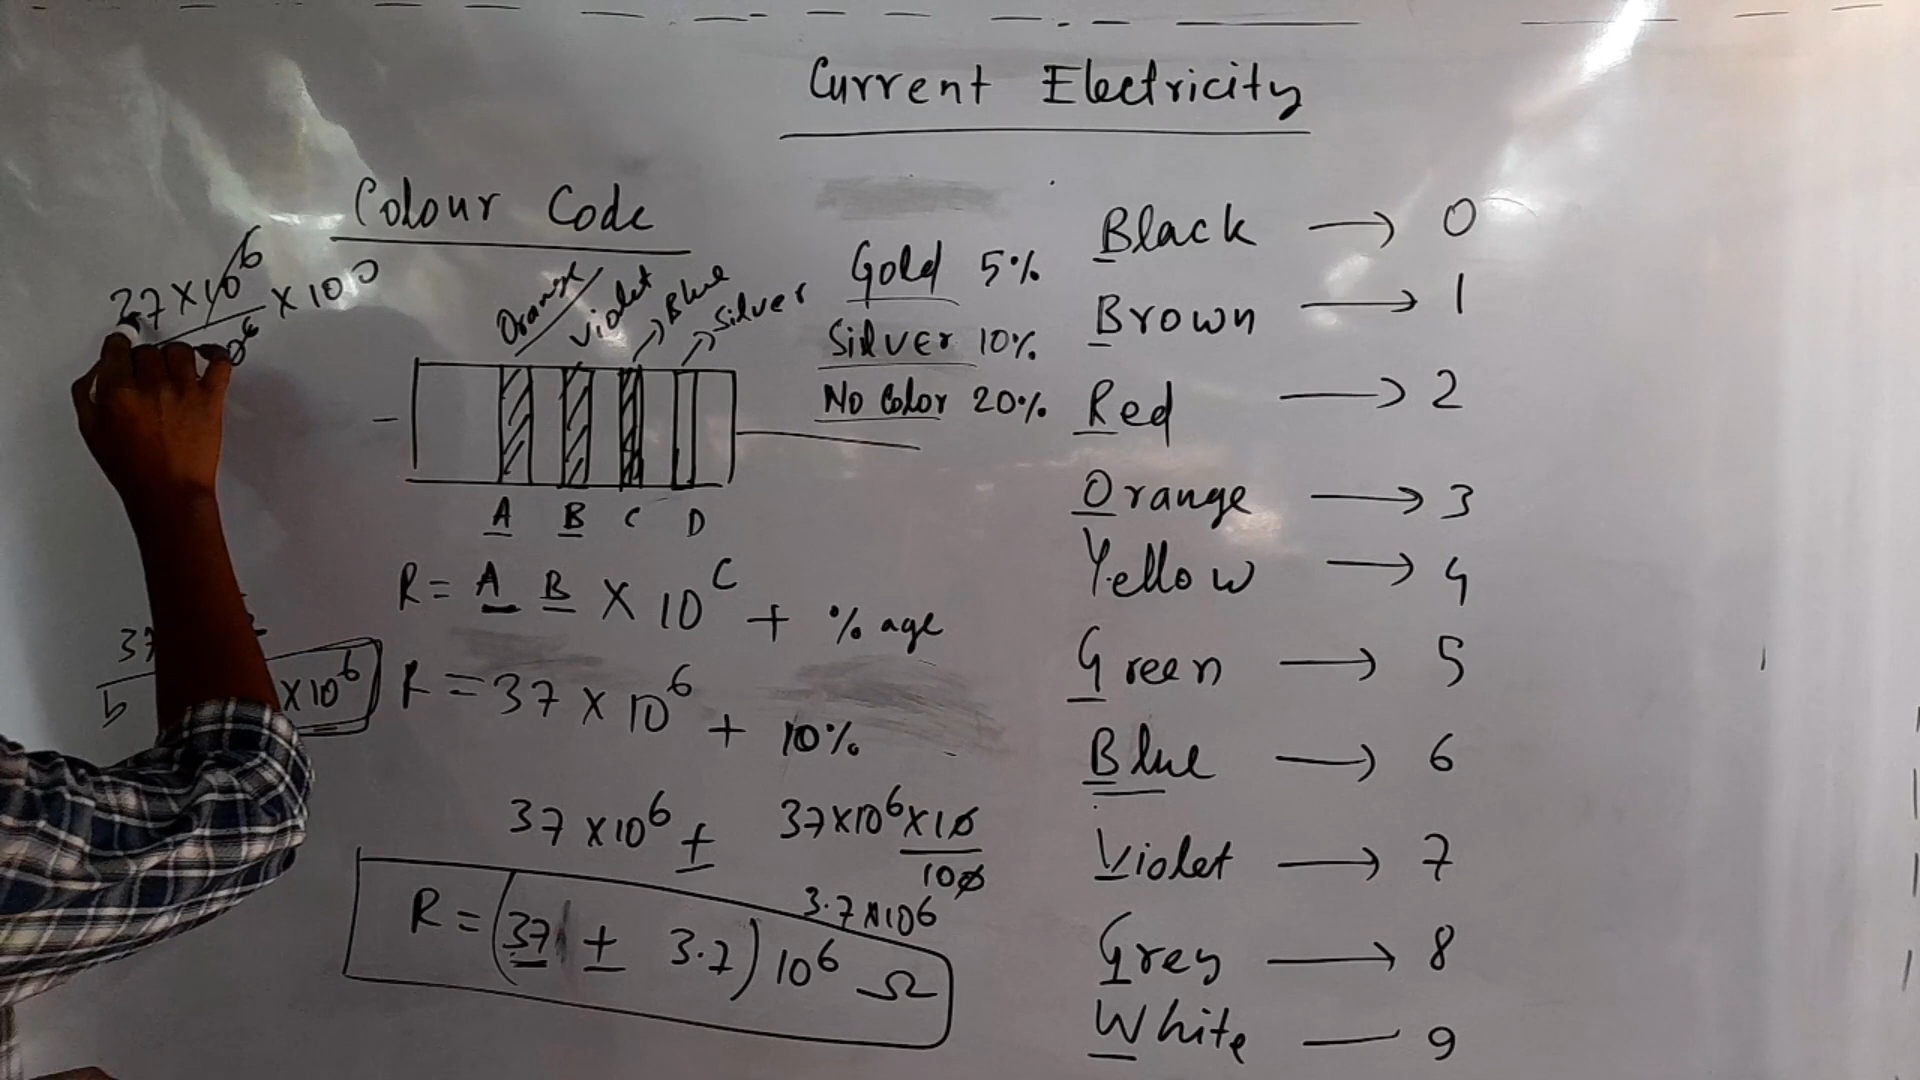 Current Electricity
Colour Code
37 × 10⁶ × 100
Orange Violet Blue Silver
Gold 5%
Silver 10%
No Color 20%
A B C D
R = A B × 10ᶜ + % age
R = 37 × 10⁶ + 10%
37 × 10⁶ ± 37×10⁶×10
100
3.7×10⁶
R = (37 ± 3.7) 10⁶ Ω
37
×10⁶
Black → 0
Brown → 1
Red → 2
Orange → 3
Yellow → 4
Green → 5
Blue → 6
Violet → 7
Grey → 8
White — 9